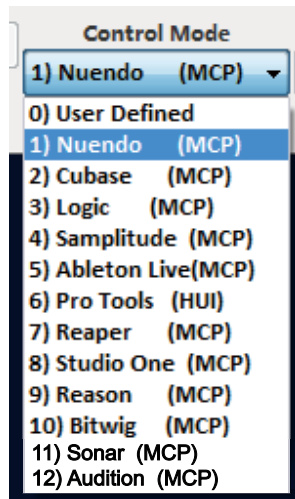 Control Mode
1) Nuendo (MCP)
0) User Defined
1) Nuendo (MCP)
2) Cubase (MCP)
3) Logic (MCP)
4) Samplitude (MCP)
5) Ableton Live(MCP)
6) Pro Tools (HUI)
7) Reaper (MCP)
8) Studio One (MCP)
9) Reason (MCP)
10) Bitwig (MCP)
11) Sonar (MCP)
12) Audition (MCP)